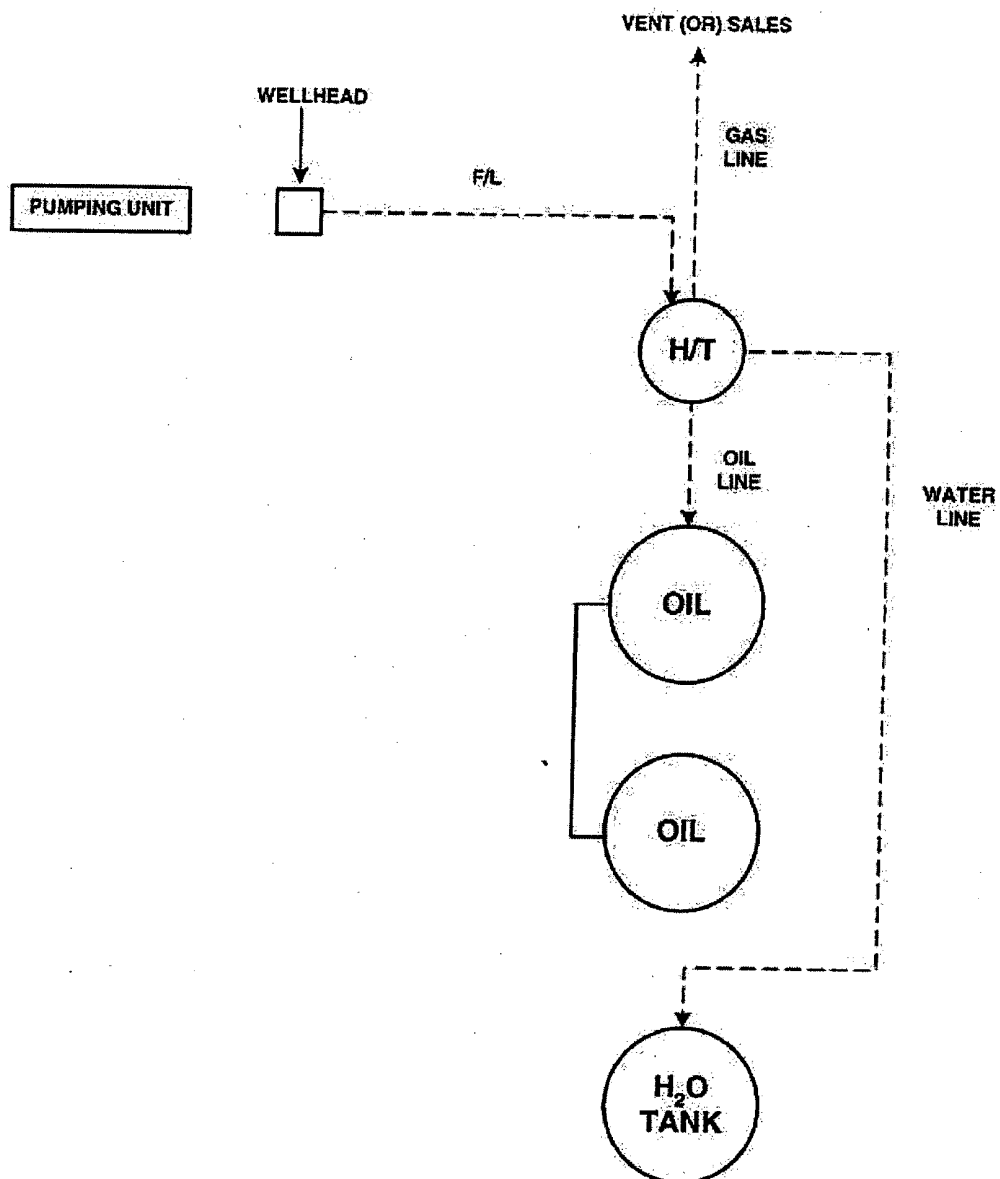 VENT (OR) SALES
WELLHEAD
GAS
LINE
F/L
PUMPING UNIT
H/T
OIL
LINE
WATER
LINE
OIL
OIL
H₂O
TANK